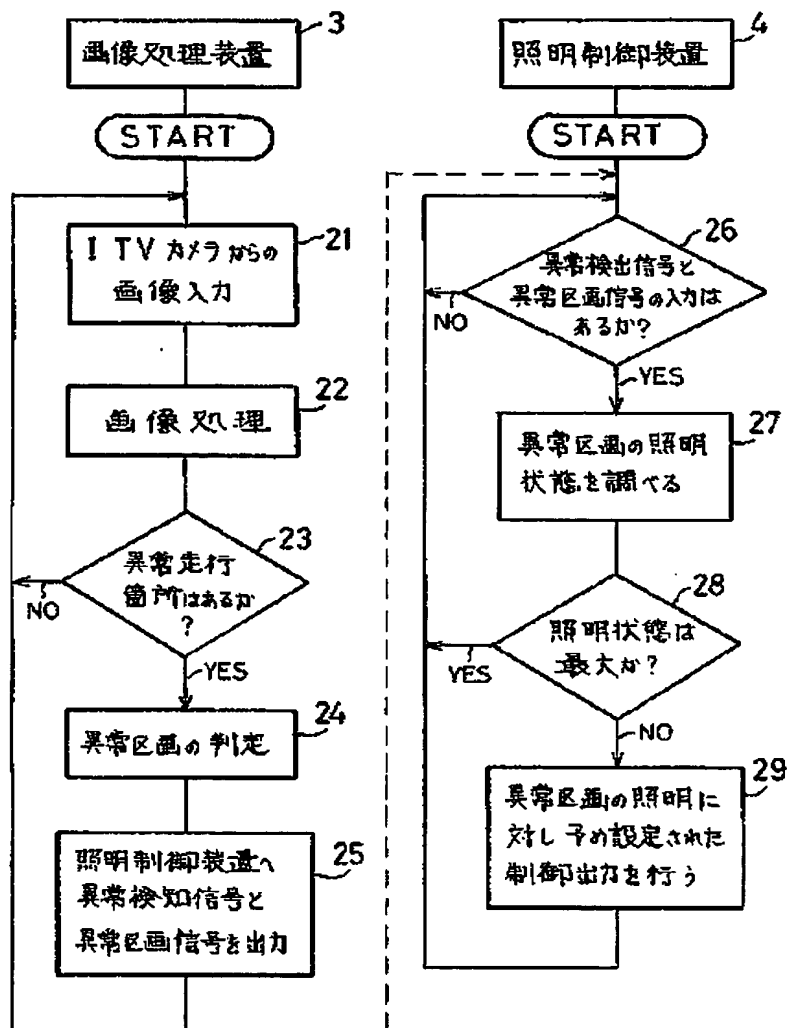 3
画像処理装置
START
21
ITVカメラからの
画像入力
22
画像処理
23
異常走行
箇所はあるか
?
NO
YES
24
異常区画の判定
25
照明制御装置へ
異常検知信号と
異常区画信号を出力
4
照明制御装置
START
26
異常検出信号と
異常区画信号の入力は
あるか?
NO
YES
27
異常区画の照明
状態を調べる
28
照明状態は
最大か?
YES
NO
29
異常区画の照明に
対し予め設定された
制御出力を行う